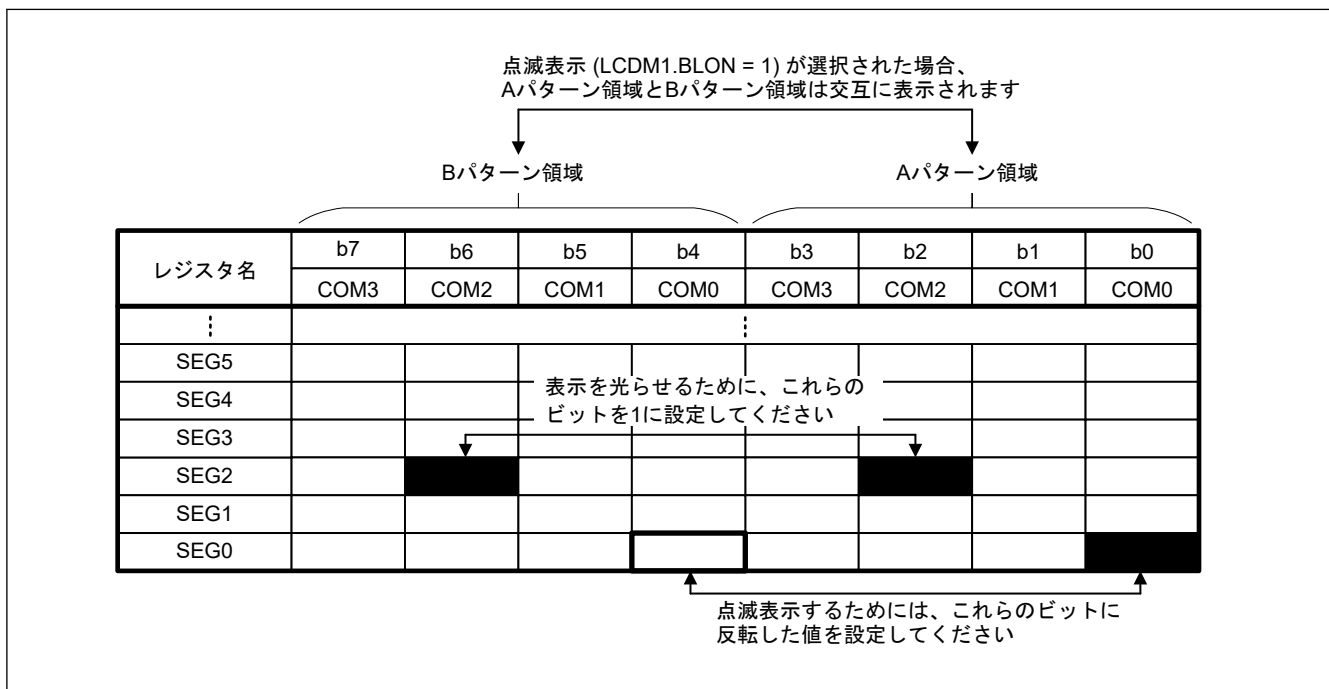 点滅表示 (LCDM1.BLON = 1) が選択された場合、
Aパターン領域とBパターン領域は交互に表示されます
Bパターン領域 Aパターン領域
レジスタ名 b7 b6 b5 b4 b3 b2 b1 b0
COM3 COM2 COM1 COM0 COM3 COM2 COM1 COM0
SEG5
表示を光らせるために、これらの
SEG4
ビットを1に設定してください
SEG3
SEG2
SEG1
SEG0
点滅表示するためには、これらのビットに
反転した値を設定してください